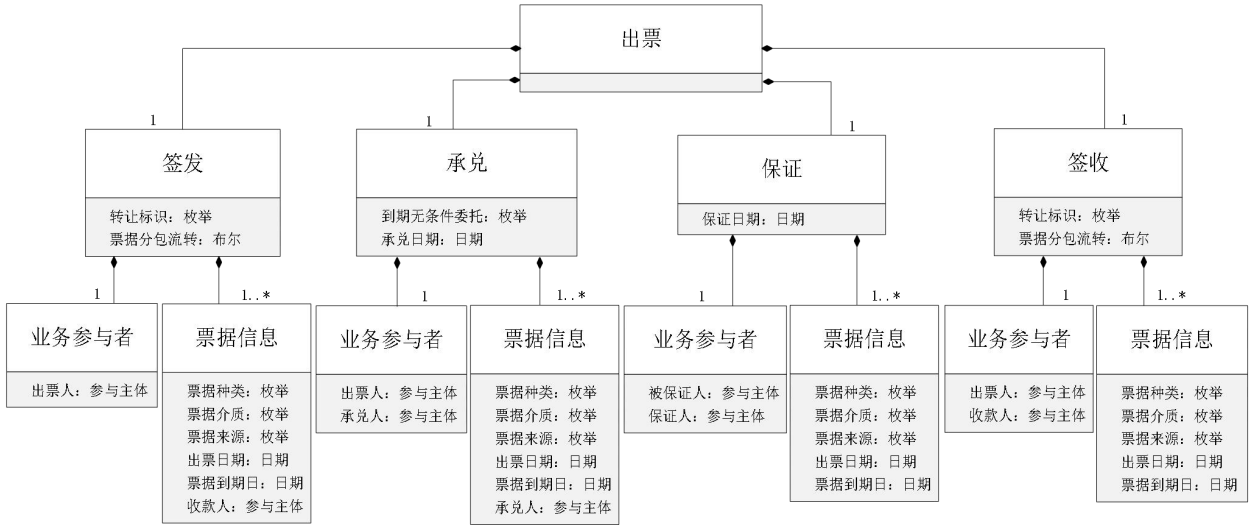 出票
1
1
1
1
签发
转让标识：枚举
票据分包流转：布尔
承兑
到期无条件委托：枚举
承兑日期：日期
保证
保证日期：日期
签收
转让标识：枚举
票据分包流转：布尔
1
1..*
1
1..*
1
1..*
1
1..*
业务参与者
出票人：参与主体
票据信息
票据种类：枚举
票据介质：枚举
票据来源：枚举
出票日期：日期
票据到期日：日期
收款人：参与主体
业务参与者
出票人：参与主体
承兑人：参与主体
票据信息
票据种类：枚举
票据介质：枚举
票据来源：枚举
出票日期：日期
票据到期日：日期
承兑人：参与主体
业务参与者
被保证人：参与主体
保证人：参与主体
票据信息
票据种类：枚举
票据介质：枚举
票据来源：枚举
出票日期：日期
票据到期日：日期
业务参与者
出票人：参与主体
收款人：参与主体
票据信息
票据种类：枚举
票据介质：枚举
票据来源：枚举
出票日期：日期
票据到期日：日期